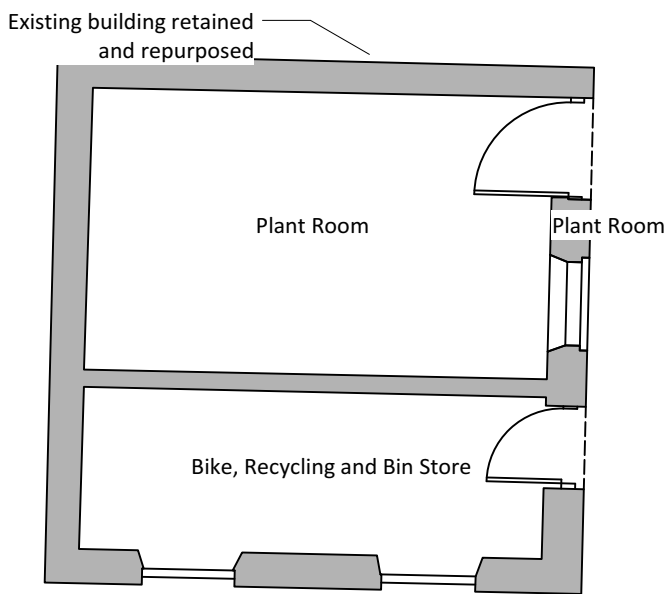 Existing building retained
and repurposed
Plant Room
Plant Room
Bike, Recycling and Bin Store